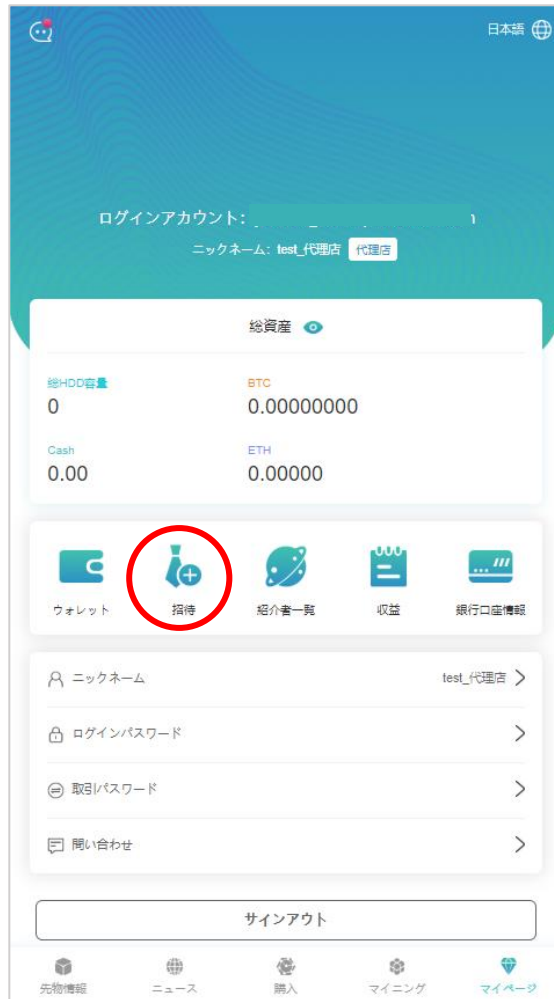 日本語
ログインアカウント:
ニックネーム: test_代理店 代理店
総資産
総HDD容量 BTC
0 0.00000000
Cash ETH
0.00 0.00000
ウォレット 招待 紹介者一覧 収益 銀行口座情報
ニックネーム test_代理店
ログインパスワード
取引パスワード
問い合わせ
サインアウト
先物情報 ニュース 購入 マイニング マイページ